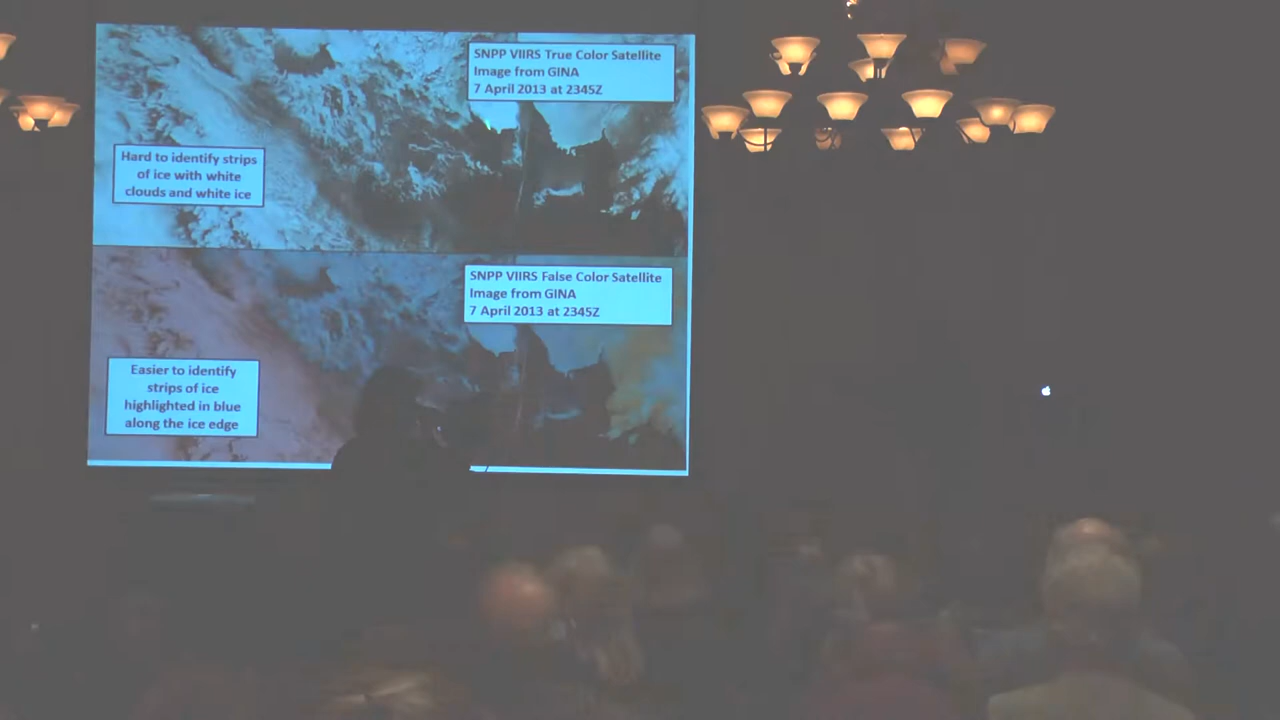 SNPP VIIRS True Color Satellite
Image from GINA
7 April 2013 at 2345Z
Hard to identify strips
of ice with white
clouds and white ice
SNPP VIIRS False Color Satellite
Image from GINA
7 April 2013 at 2345Z
Easier to identify
strips of ice
highlighted in blue
along the ice edge